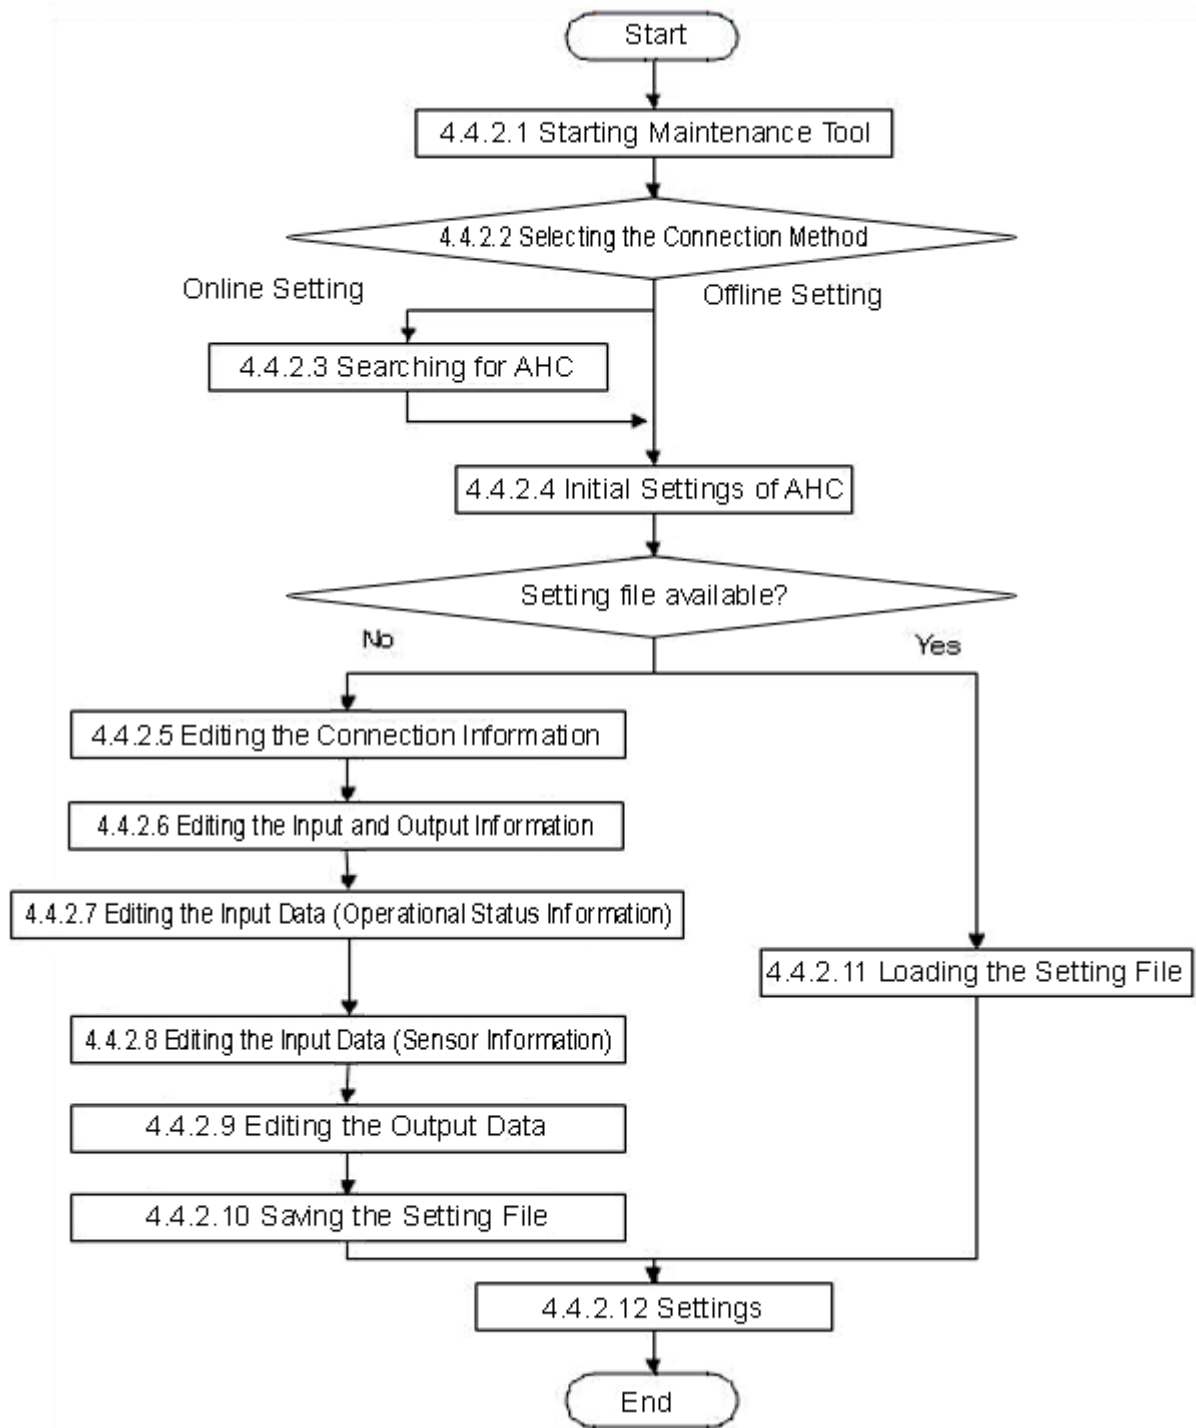 Start
4.4.2.1 Starting Maintenance Tool
4.4.2.2 Selecting the Connection Method
Online Setting
Offline Setting
4.4.2.3 Searching for AHC
4.4.2.4 Initial Settings of AHC
Setting file available?
No
Yes
4.4.2.5 Editing the Connection Information
4.4.2.6 Editing the Input and Output Information
4.4.2.7 Editing the Input Data (Operational Status Information)
4.4.2.11 Loading the Setting File
4.4.2.8 Editing the Input Data (Sensor Information)
4.4.2.9 Editing the Output Data
4.4.2.10 Saving the Setting File
4.4.2.12 Settings
End